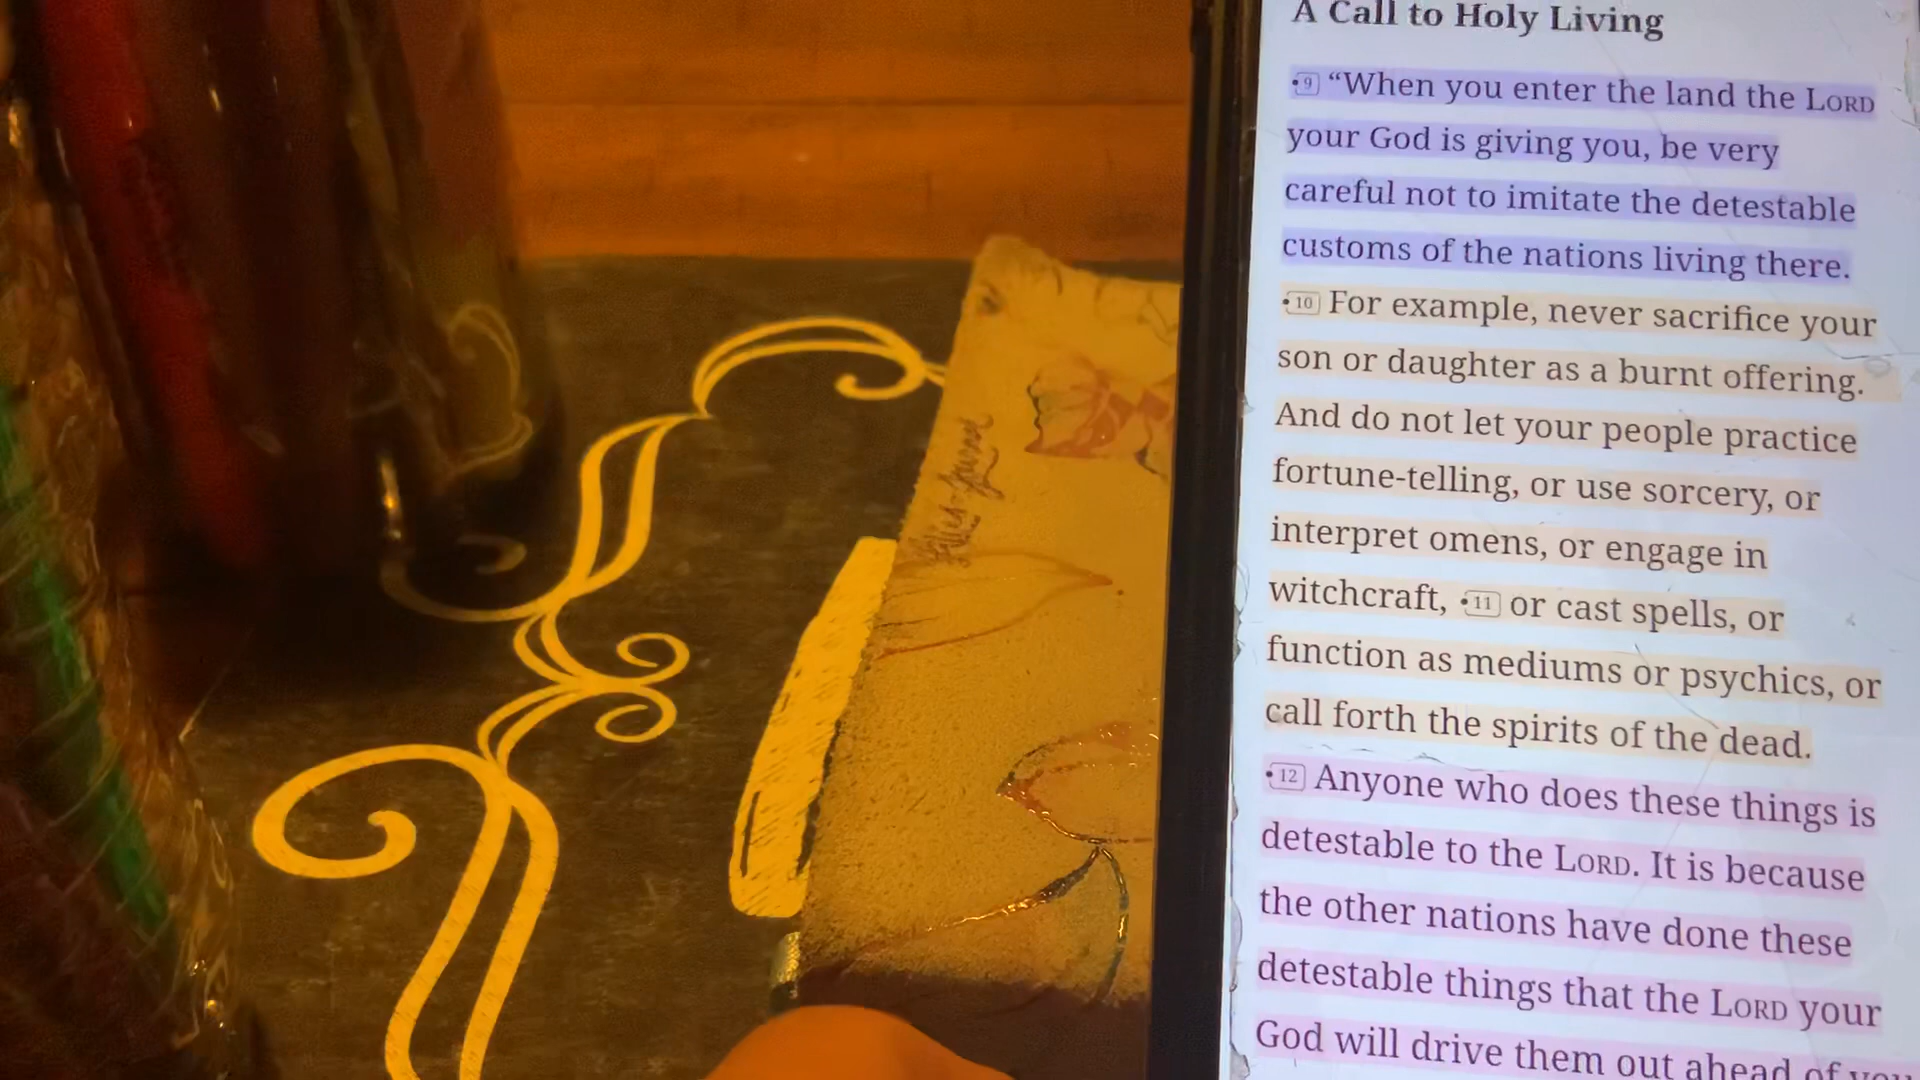 A Call to Holy Living
9 “When you enter the land the LORD
your God is giving you, be very
careful not to imitate the detestable
customs of the nations living there.
10 For example, never sacrifice your
son or daughter as a burnt offering.
And do not let your people practice
fortune-telling, or use sorcery, or
interpret omens, or engage in
witchcraft, 11 or cast spells, or
function as mediums or psychics, or
call forth the spirits of the dead.
12 Anyone who does these things is
detestable to the LORD. It is because
the other nations have done these
detestable things that the LORD your
God will drive them out ahead of you